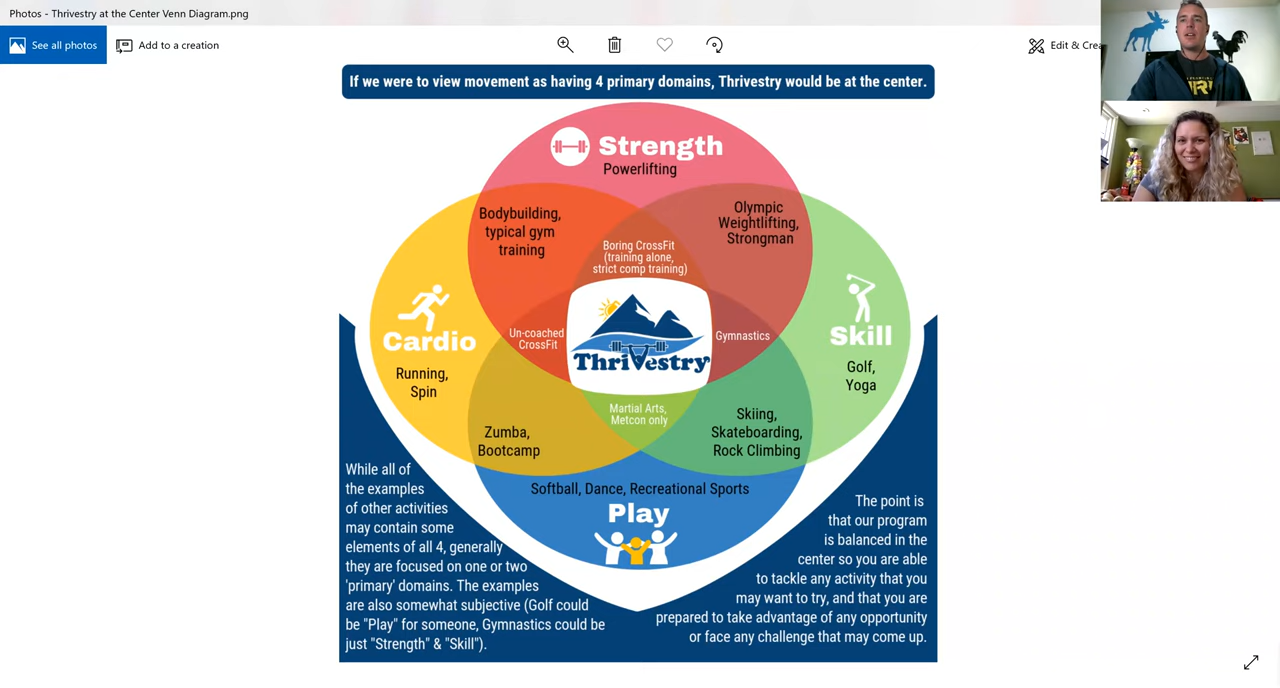 Photos - Thrivestry at the Center Venn Diagram.png
See all photos
Add to a creation
Edit & Crea
If we were to view movement as having 4 primary domains, Thrivestry would be at the center.
Strength
Powerlifting
Bodybuilding,
typical gym
training
Olympic
Weightlifting,
Strongman
Boring CrossFit
(training alone,
strict comp training)
Cardio
Running,
Spin
Un-coached
CrossFit
Thrivestry
Gymnastics
Skill
Golf,
Yoga
Martial Arts,
Metcon only
Zumba,
Bootcamp
Skiing,
Skateboarding,
Rock Climbing
Softball, Dance, Recreational Sports
Play
While all of
the examples
of other activities
may contain some
elements of all 4, generally
they are focused on one or two
'primary' domains. The examples
are also somewhat subjective (Golf could
be "Play" for someone, Gymnastics could be
just "Strength" & "Skill").
The point is
that our program
is balanced in the
center so you are able
to tackle any activity that you
may want to try, and that you are
prepared to take advantage of any opportunity
or face any challenge that may come up.